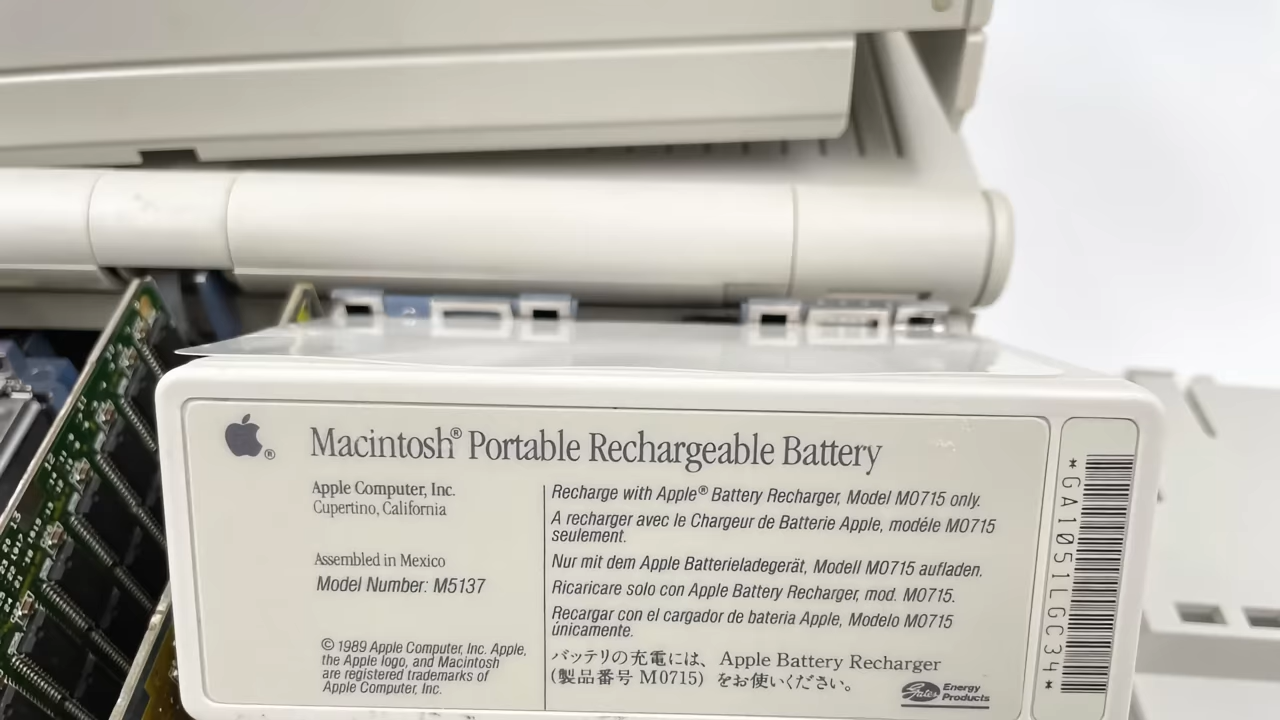 Macintosh® Portable Rechargeable Battery
Apple Computer, Inc.
Cupertino, California
Assembled in Mexico
Model Number: M5137
© 1989 Apple Computer, Inc. Apple,
the Apple logo, and Macintosh
are registered trademarks of
Apple Computer, Inc.
Recharge with Apple® Battery Recharger, Model M0715 only.
A recharger avec le Chargeur de Batterie Apple, modéle M0715
seulement.
Nur mit dem Apple Batterieladegerät, Modell M0715 aufladen.
Ricaricare solo con Apple Battery Recharger, mod. M0715.
Recargar con el cargador de bateria Apple, Modelo M0715
únicamente.
バッテリの充電には、Apple Battery Recharger
(製品番号 M0715) をお使いください。
Gates Energy
Products
*GA1051LGC34*